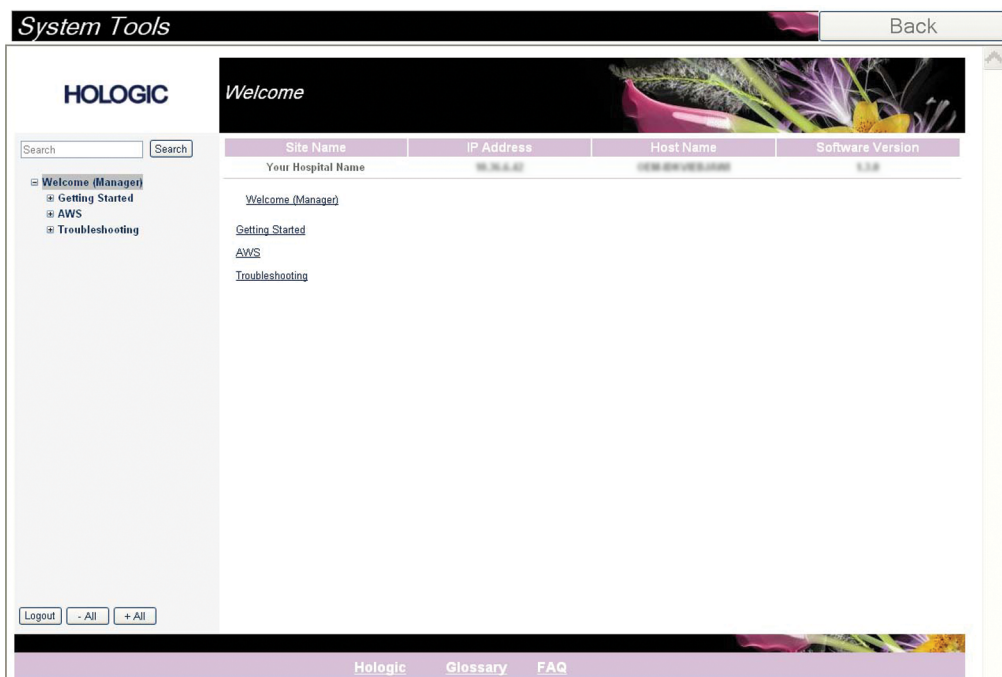 System Tools
Back
HOLOGIC
Welcome
Search
Search
Site Name IP Address Host Name Software Version
Your Hospital Name
Welcome (Manager)
Getting Started
AWS
Troubleshooting
Welcome (Manager)
Getting Started
AWS
Troubleshooting
Logout - All + All
Hologic Glossary FAQ